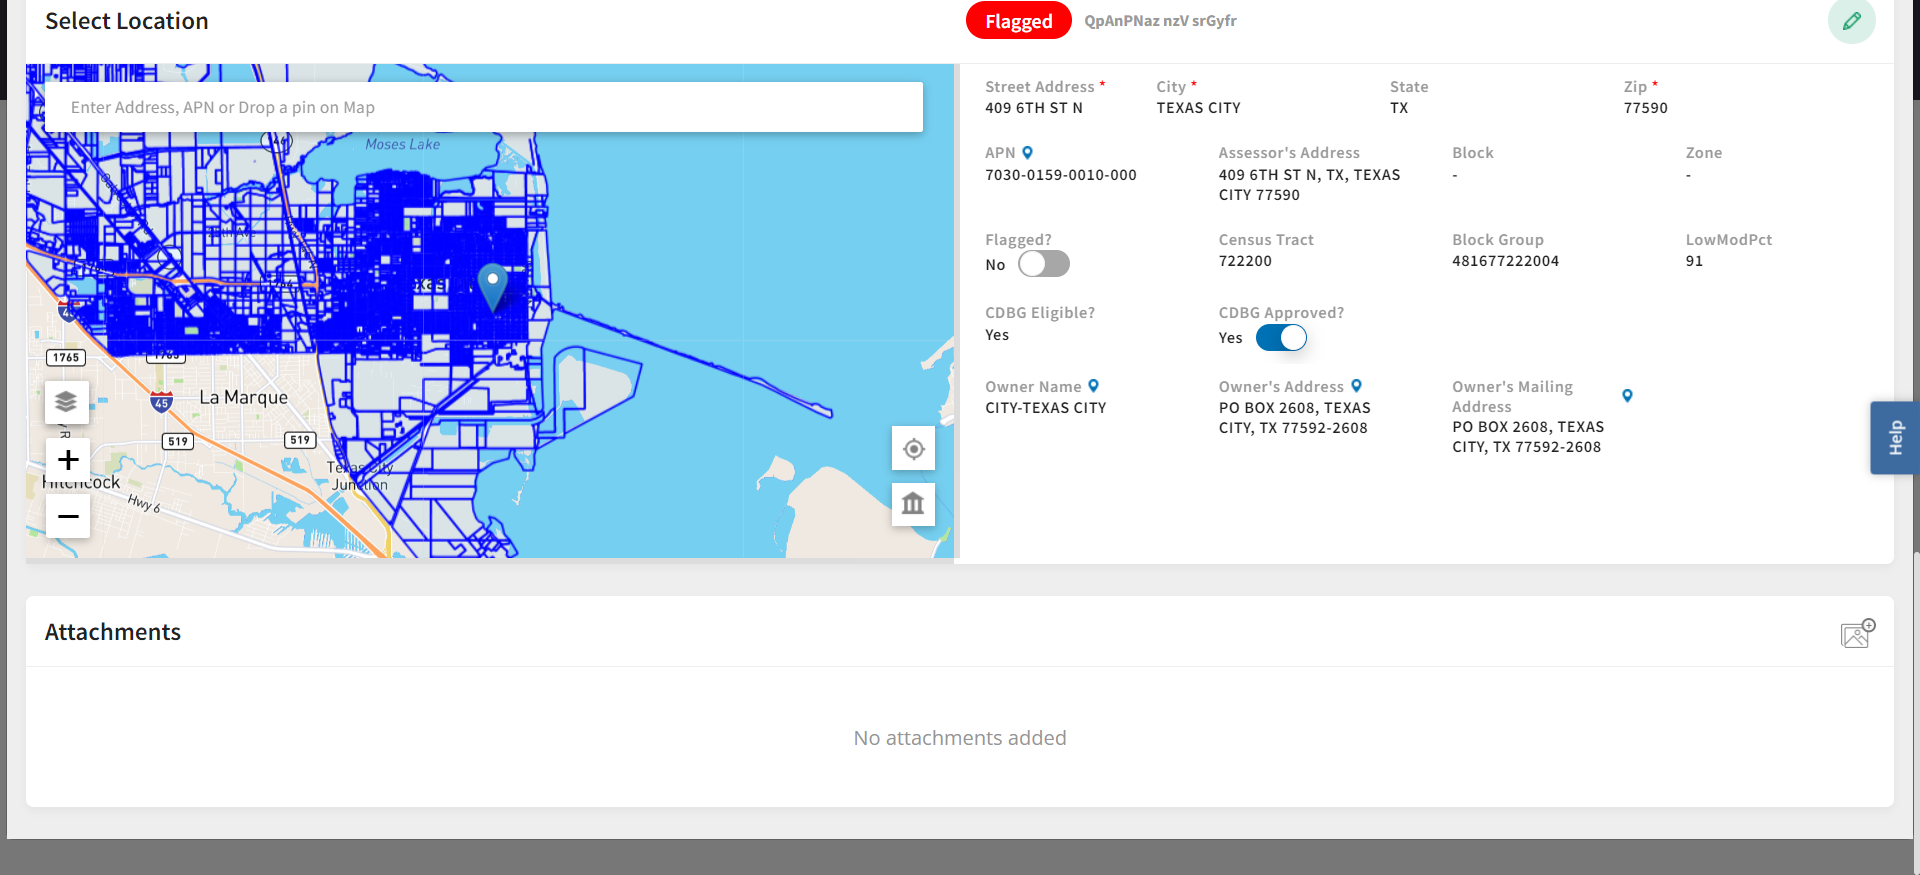 Select Location
Flagged
QpAnPNaz nzV srGyfr
Enter Address, APN or Drop a pin on Map
Moses Lake
La Marque
1765
45
519
519
Texas City
Junction
Hitchcock
Hwy 6
Street Address *
409 6TH ST N
City *
TEXAS CITY
State
TX
Zip *
77590
APN
7030-0159-0010-000
Assessor's Address
409 6TH ST N, TX, TEXAS
CITY 77590
Block
-
Zone
-
Flagged?
No
Census Tract
722200
Block Group
481677222004
LowModPct
91
CDBG Eligible?
Yes
CDBG Approved?
Yes
Owner Name
CITY-TEXAS CITY
Owner's Address
PO BOX 2608, TEXAS
CITY, TX 77592-2608
Owner's Mailing
Address
PO BOX 2608, TEXAS
CITY, TX 77592-2608
Help
Attachments
No attachments added